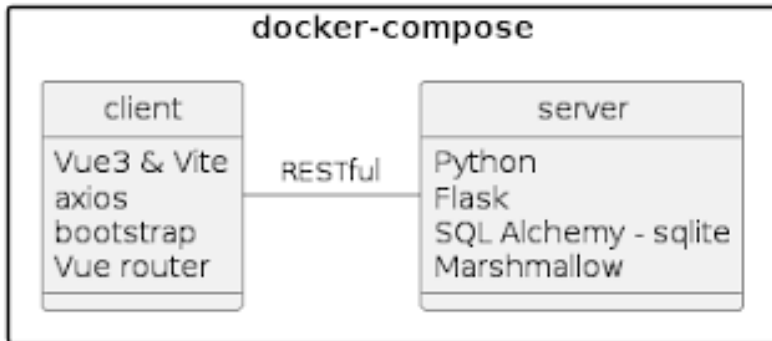 docker-compose
client
Vue3 & Vite
axios
bootstrap
Vue router
RESTful
server
Python
Flask
SQL Alchemy - sqlite
Marshmallow